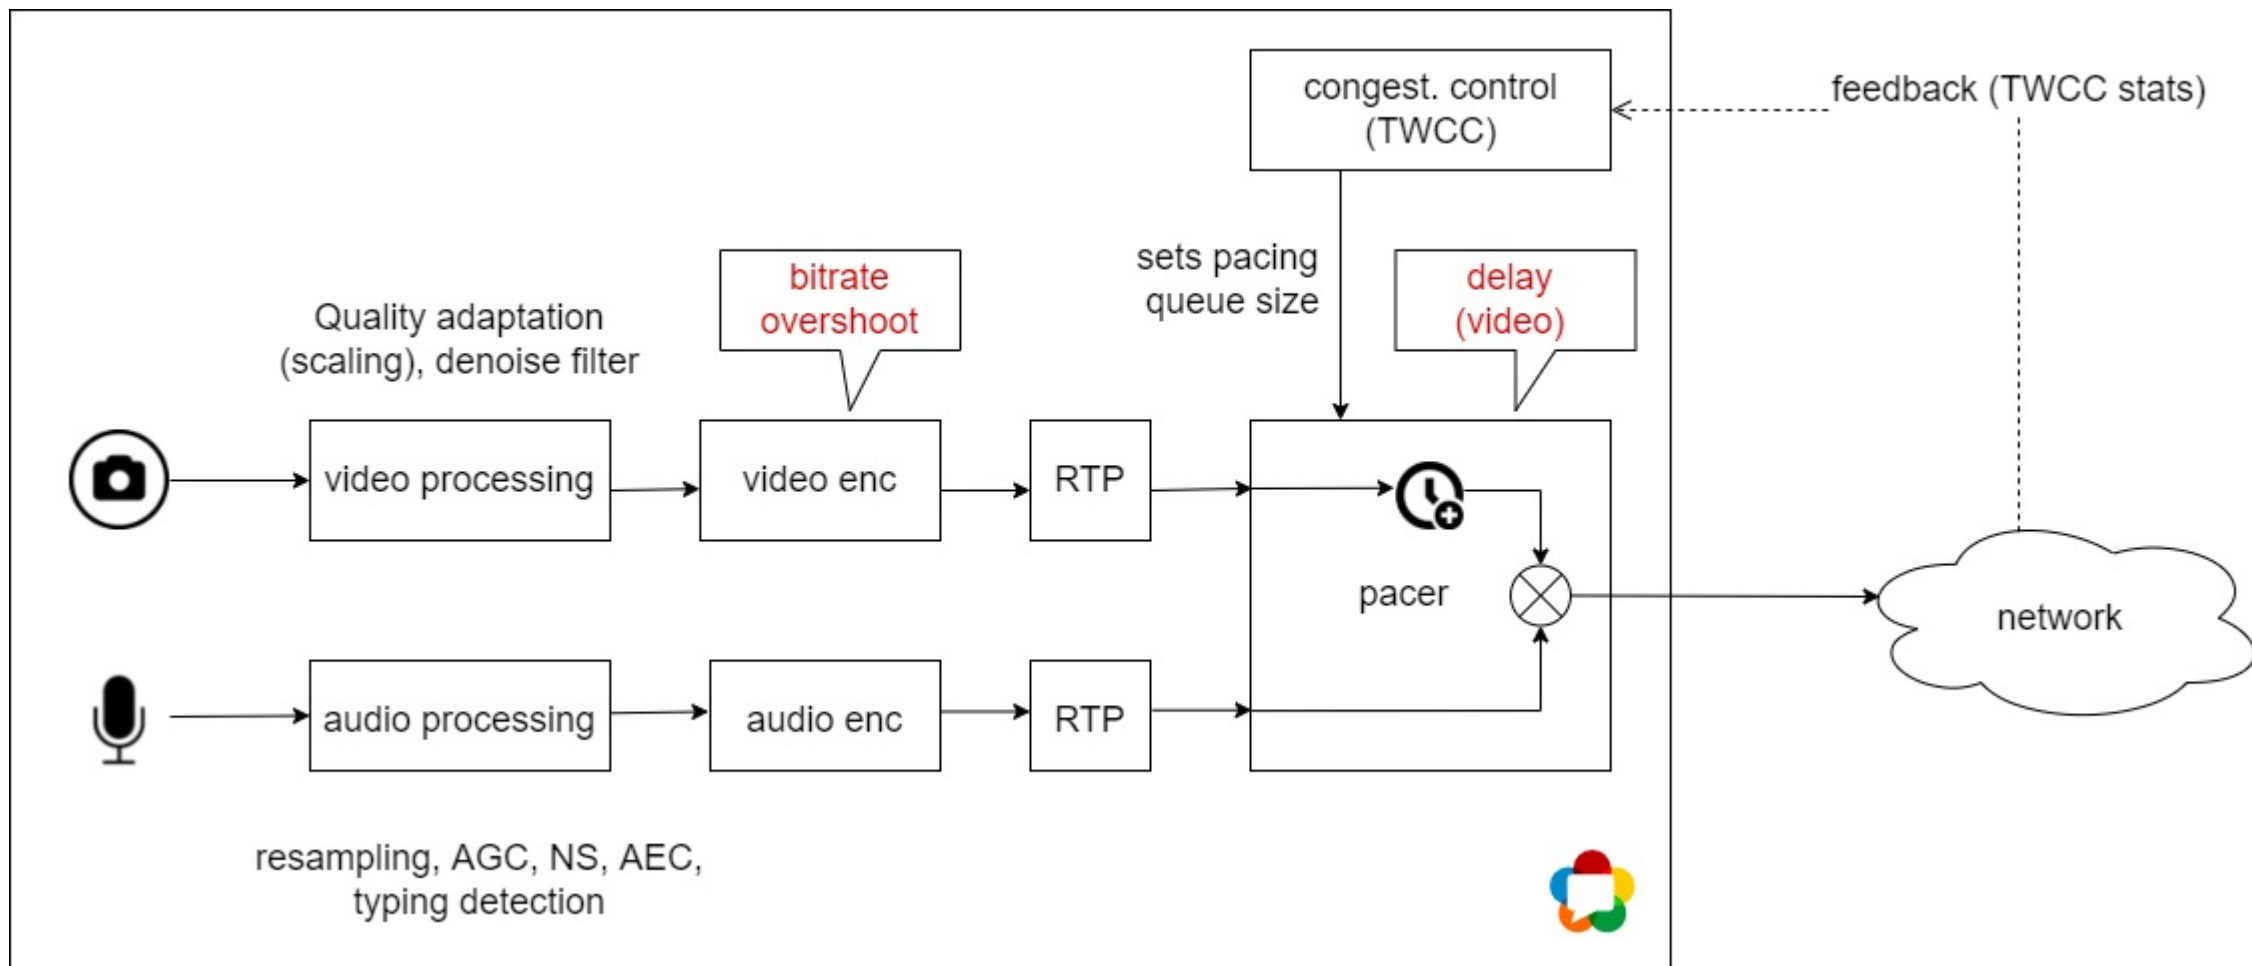 congest. control
(TWCC)
feedback (TWCC stats)
sets pacing
queue size
bitrate
overshoot
delay
(video)
Quality adaptation
(scaling), denoise filter
video processing
video enc
RTP
pacer
network
audio processing
audio enc
RTP
resampling, AGC, NS, AEC,
typing detection